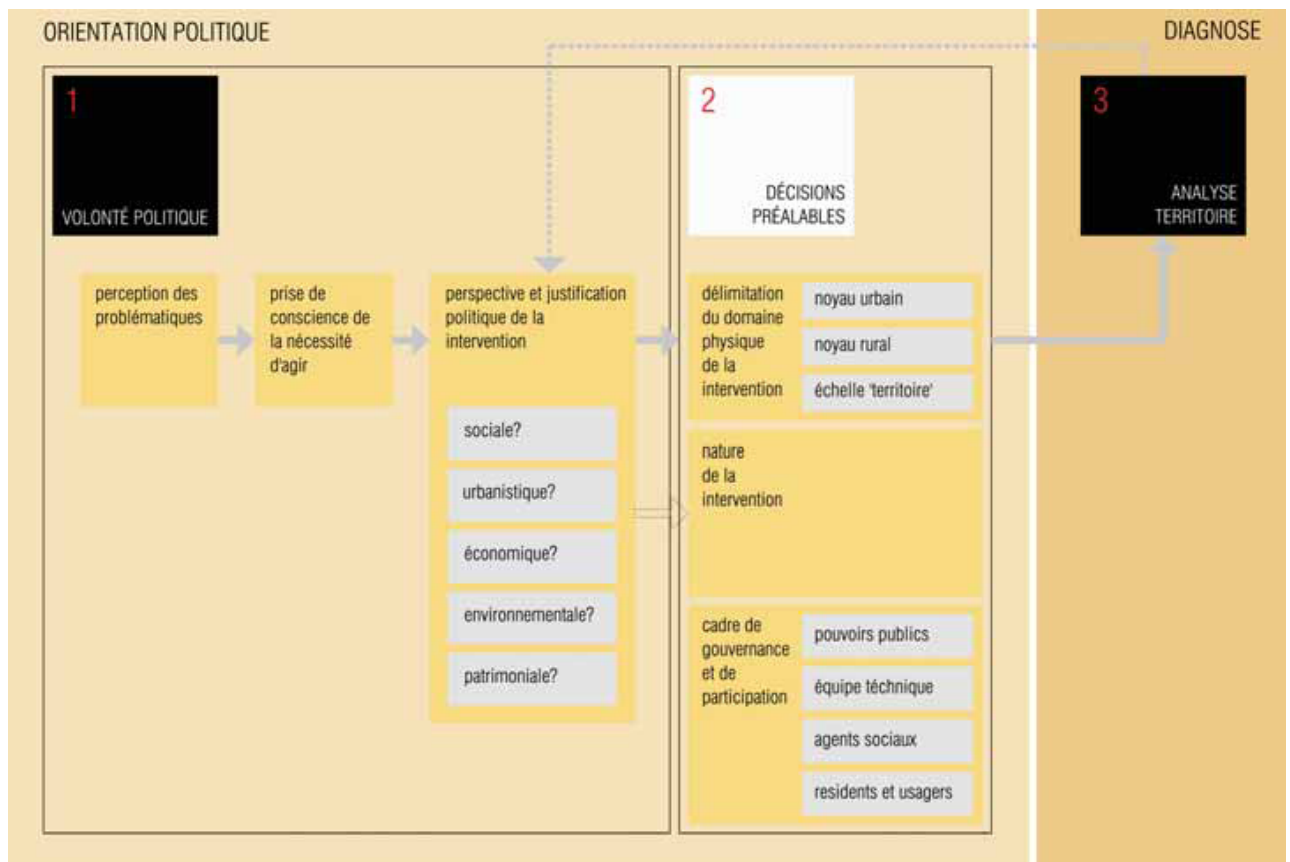 ORIENTATION POLITIQUE
DIAGNOSE
1
VOLONTÉ POLITIQUE
2
DÉCISIONS
PRÉALABLES
3
ANALYSE
TERRITOIRE
perception des
problématiques
prise de
conscience de
la nécessité
d'agir
perspective et justification
politique de la
intervention
sociale?
urbanistique?
économique?
environnementale?
patrimoniale?
délimitation
du domaine
physique
de la
intervention
noyau urbain
noyau rural
échelle 'territoire'
nature
de la
intervention
cadre de
gouvernance
et de
participation
pouvoirs publics
équipe téchnique
agents sociaux
residents et usagers